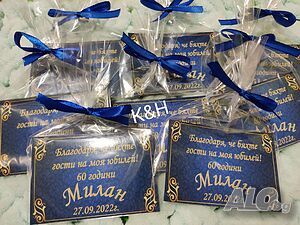 Благодаря, че бяхте
гости на моя юбилей!
60 години
Милан
27.09.2022г.
Благодаря, че бяхте
гости на моя юбилей!
60 години
Милан
27.09.2022г.
K&H
ALO.bg